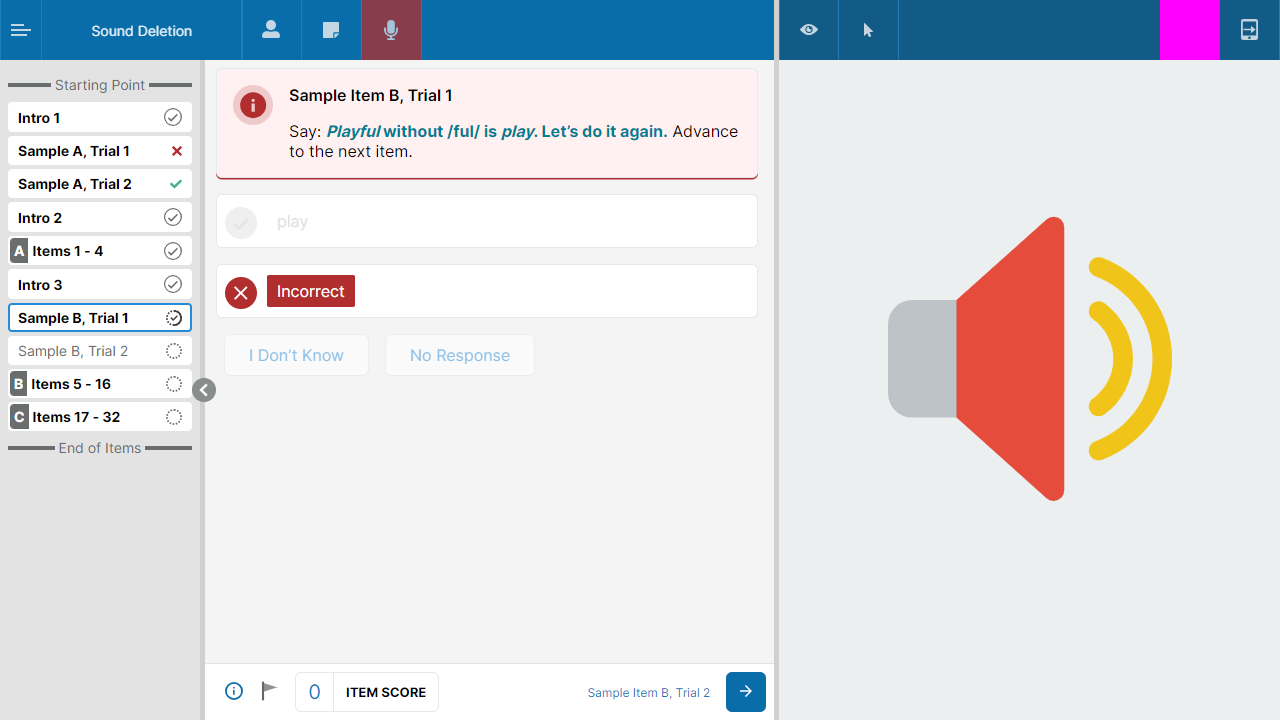 Sound Deletion
Starting Point
Intro 1
Sample A, Trial 1
Sample A, Trial 2
Intro 2
A Items 1 - 4
Intro 3
Sample B, Trial 1
Sample B, Trial 2
B Items 5 - 16
C Items 17 - 32
End of Items
Sample Item B, Trial 1
Say: Playful without /ful/ is play. Let’s do it again. Advance
to the next item.
play
Incorrect
I Don’t Know
No Response
0 ITEM SCORE
Sample Item B, Trial 2